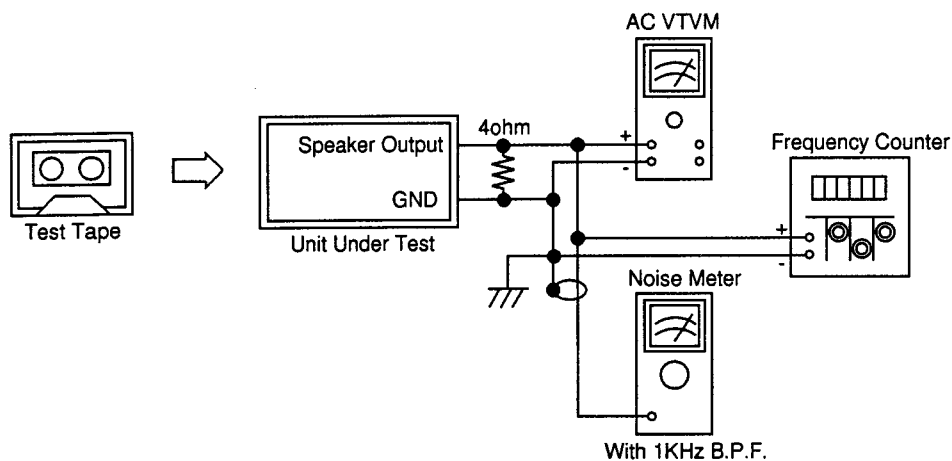 AC VTVM
4ohm
Speaker Output
+
-
Frequency Counter
GND
Test Tape
Unit Under Test
+
-
Noise Meter
With 1KHz B.P.F.